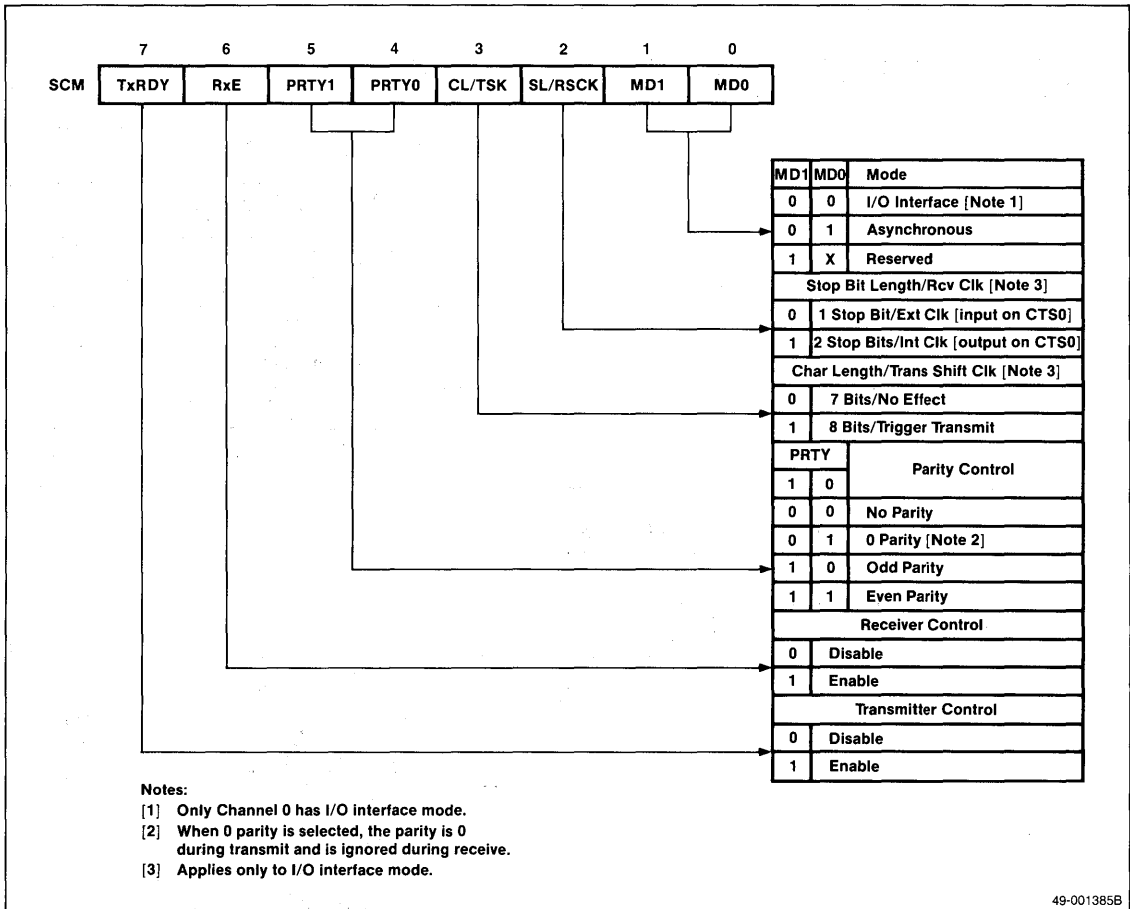 7 6 5 4 3 2 1 0
SCM TxRDY RxE PRTY1 PRTY0 CL/TSK SL/RSCK MD1 MD0
MD1 MD0 Mode
0 0 I/O Interface [Note 1]
0 1 Asynchronous
1 X Reserved
Stop Bit Length/Rcv Clk [Note 3]
0 1 Stop Bit/Ext Clk [input on CTS0]
1 2 Stop Bits/Int Clk [output on CTS0]
Char Length/Trans Shift Clk [Note 3]
0 7 Bits/No Effect
1 8 Bits/Trigger Transmit
PRTY Parity Control
1 0
0 0 No Parity
0 1 0 Parity [Note 2]
1 0 Odd Parity
1 1 Even Parity
Receiver Control
0 Disable
1 Enable
Transmitter Control
0 Disable
1 Enable
Notes:
[1] Only Channel 0 has I/O interface mode.
[2] When 0 parity is selected, the parity is 0
during transmit and is ignored during receive.
[3] Applies only to I/O interface mode.
49-001385B